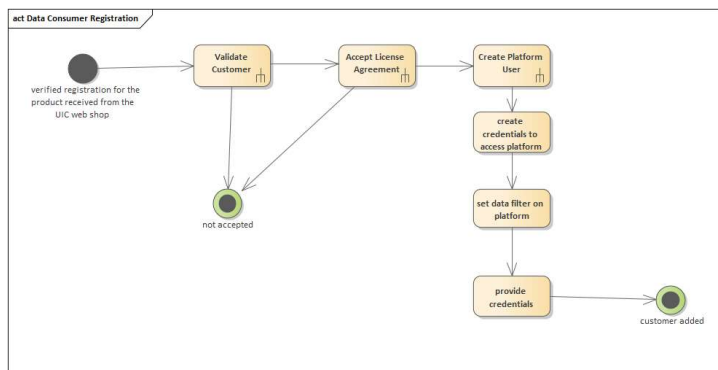 act Data Consumer Registration
verified registration for the
product received from the
UIC web shop
Validate
Customer
Accept License
Agreement
Create Platform
User
create
credentials to
access platform
not accepted
set data filter on
platform
provide
credentials
customer added